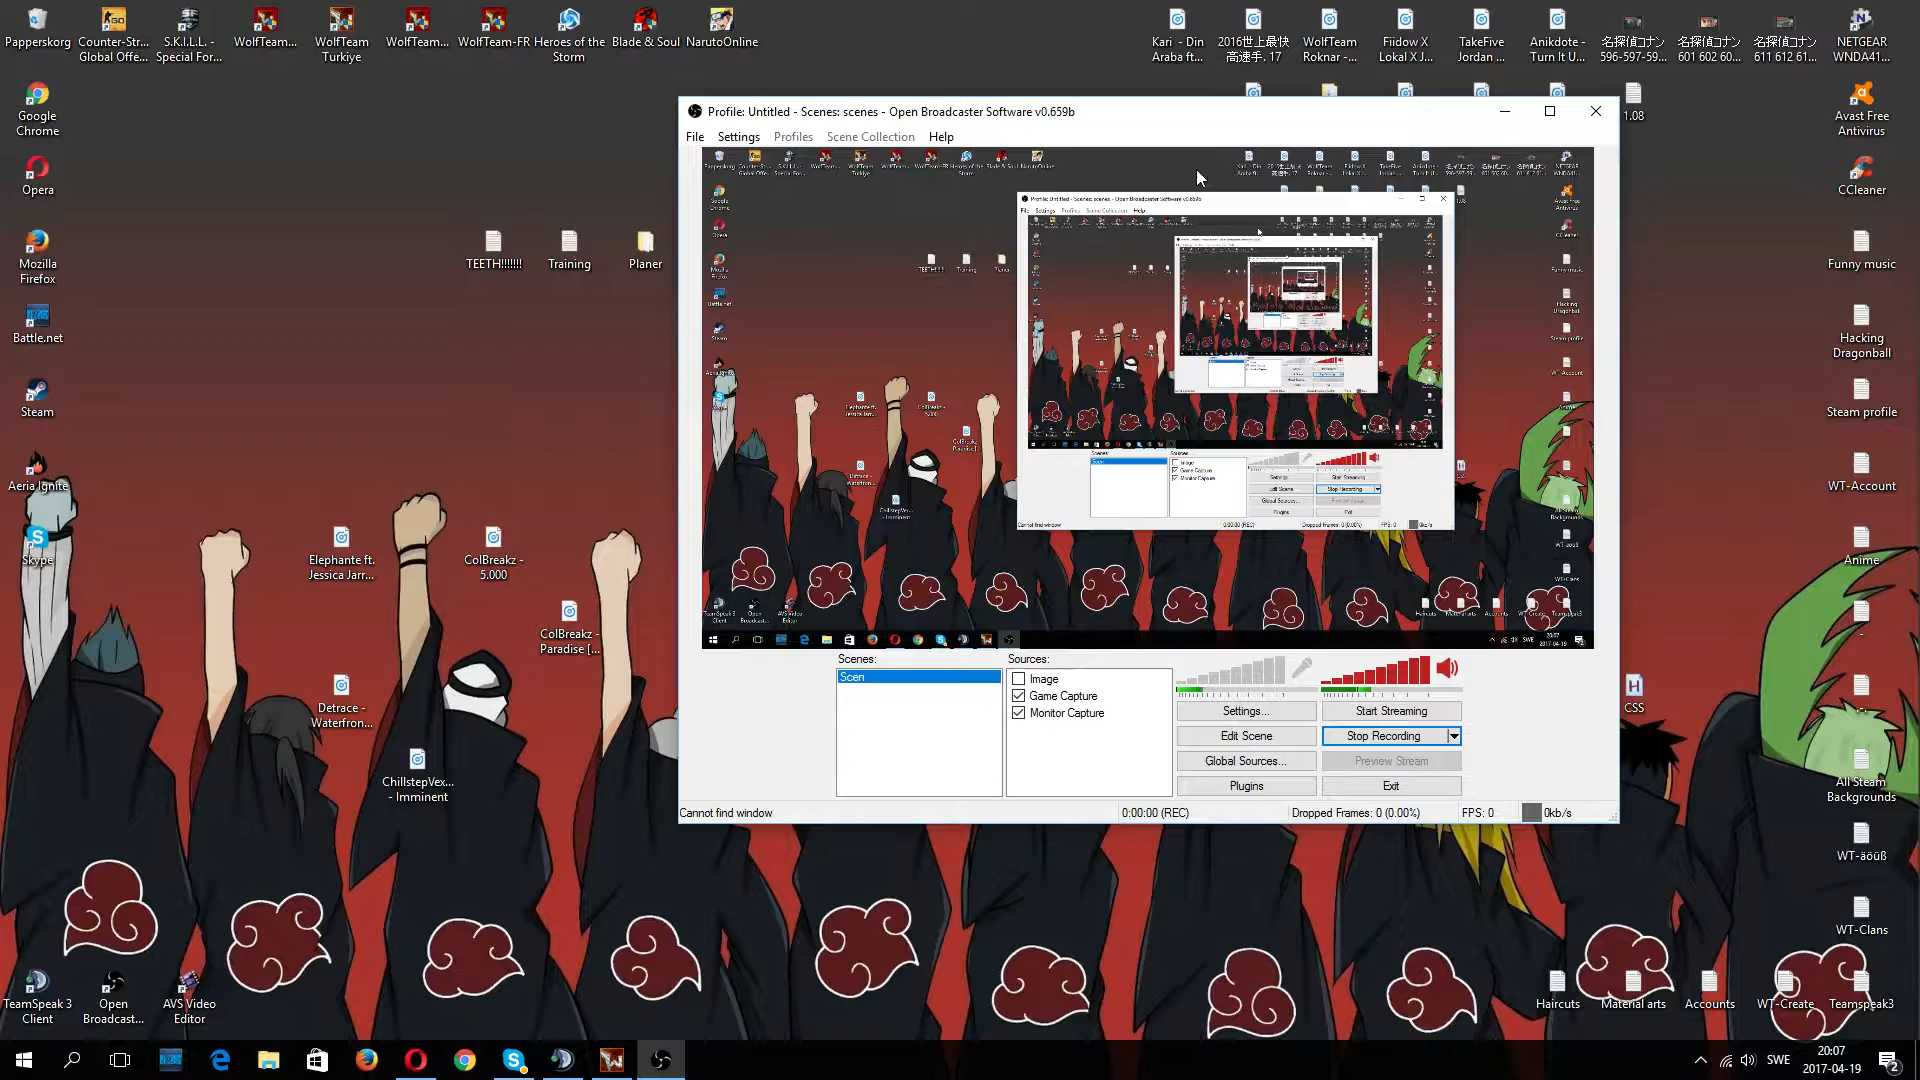 Papperskorg
Counter-Str...
Global Offe...
S.K.I.L.L. -
Special For...
WolfTeam...
WolfTeam
Turkiye
WolfTeam...
WolfTeam-FR
Heroes of the
Storm
Blade & Soul
NarutoOnline
Kari - Din
Araba ft...
2016世上最快
高速手. 17
WolfTeam
Roknar -...
Fiidow X
Lokal X J...
TakeFive
Jordan ...
Anikdote -
Turn It U...
名探偵コナン
596-597-59...
名探偵コナン
601 602 60...
名探偵コナン
611 612 61...
NETGEAR
WNDA41...
Google
Chrome
Opera
Mozilla
Firefox
Battle.net
Steam
Aeria Ignite
Skype
TEETH!!!!!!!
Training
Planer
Elephante ft.
Jessica Jarr...
ColBreakz -
5.000
ColBreakz -
Paradise [...
Detrace -
Waterfron...
ChillstepVex...
- Imminent
TeamSpeak 3
Client
Open
Broadcast...
AVS Video
Editor
1.08
Avast Free
Antivirus
CCleaner
Funny music
Hacking
Dragonball
Steam profile
WT-Account
Anime
-
CSS
.-.
All Steam
Backgrounds
WT-äöüß
WT-Clans
Haircuts
Material arts
Accounts
WT-Create
Teamspeak3
Profile: Untitled - Scenes: scenes - Open Broadcaster Software v0.659b
File Settings Profiles Scene Collection Help
Scenes:
Scen
Sources:
Image
Game Capture
Monitor Capture
Settings...
Start Streaming
Edit Scene
Stop Recording
Global Sources...
Preview Stream
Plugins
Exit
Cannot find window
0:00:00 (REC)
Dropped Frames: 0 (0.00%)
FPS: 0
0kb/s
SWE
20:07
2017-04-19
2